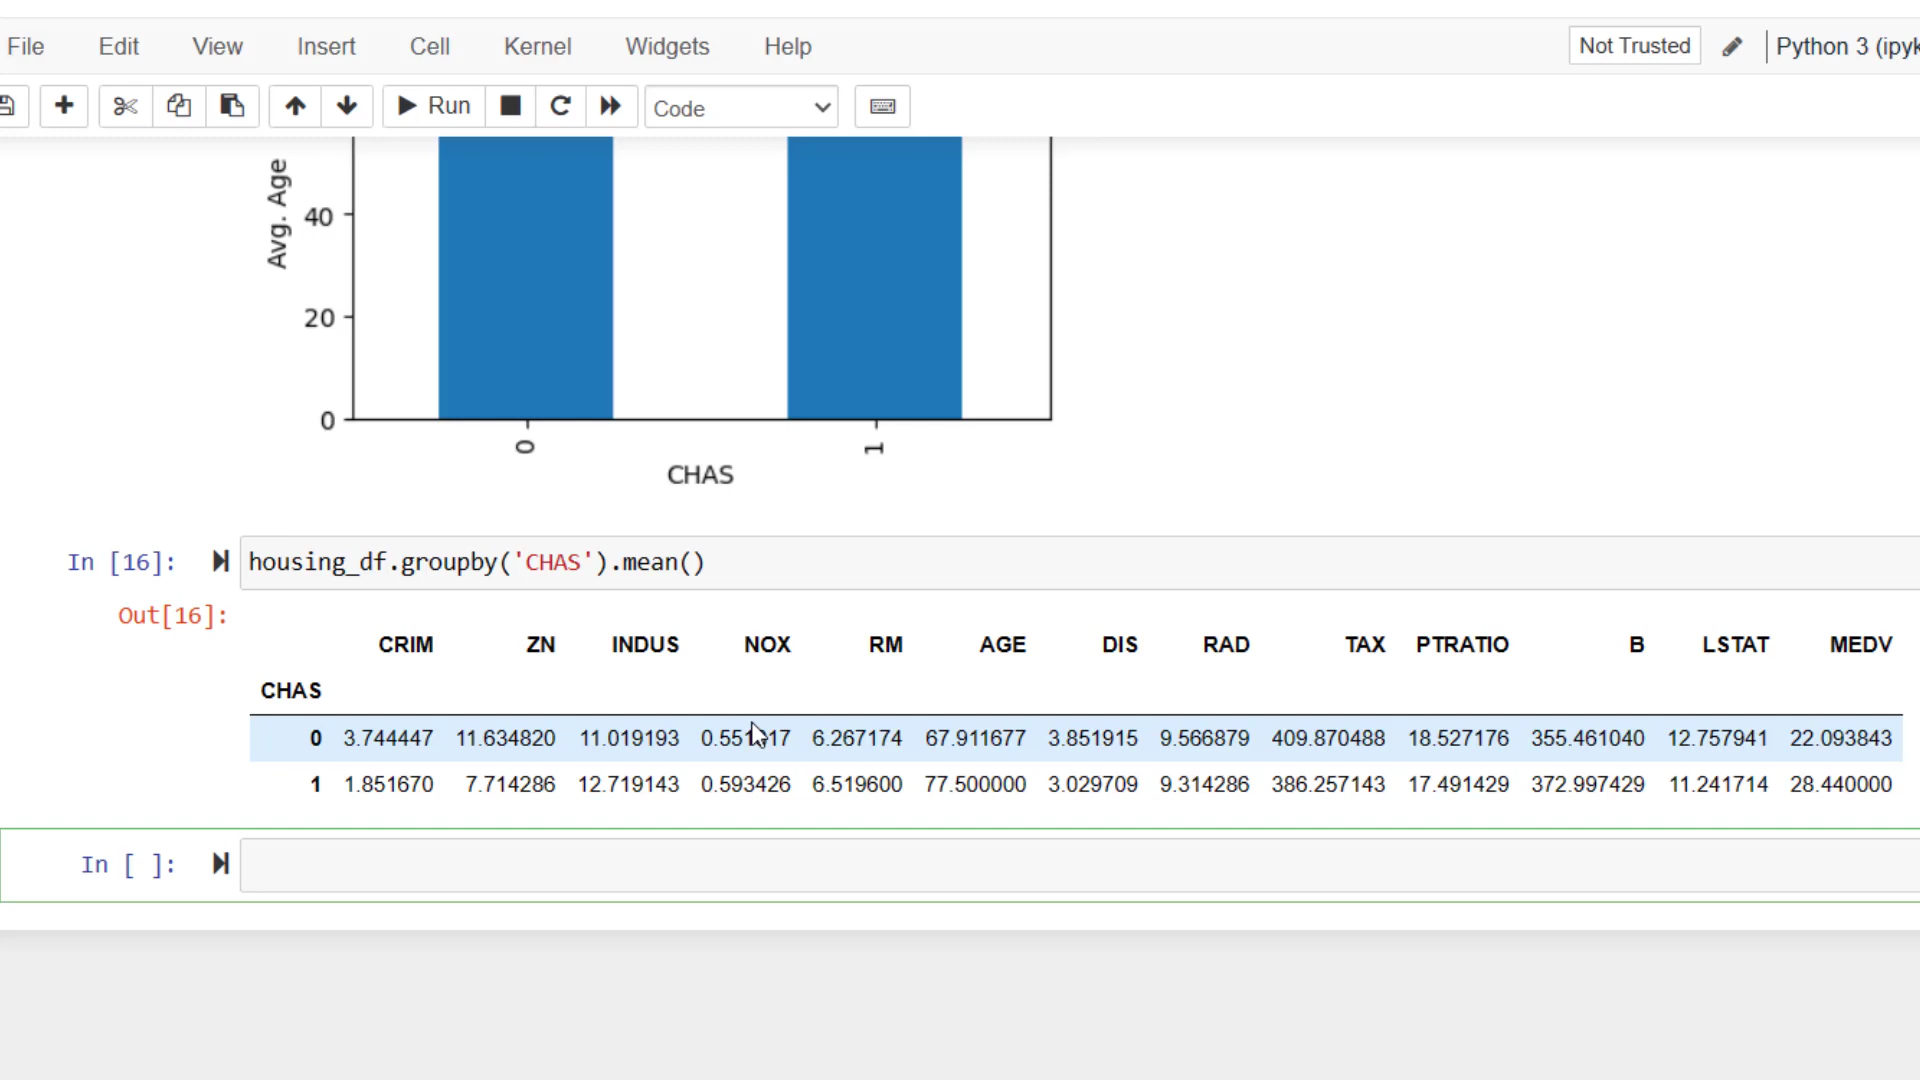 File Edit View Insert Cell Kernel Widgets Help Not Trusted Python 3
Run Code
Avg. Age
40
20
0
0 1
CHAS
In [16]: housing_df.groupby('CHAS').mean()
Out[16]:
CRIM ZN INDUS NOX RM AGE DIS RAD TAX PTRATIO B LSTAT MEDV
CHAS
0 3.744447 11.634820 11.019193 6.267174 67.911677 3.851915 9.566879 409.870488 18.527176 355.461040 12.757941 22.093843
1 1.851670 7.714286 12.719143 0.593426 6.519600 77.500000 3.029709 9.314286 386.257143 17.491429 372.997429 11.241714 28.440000
In [ ]: